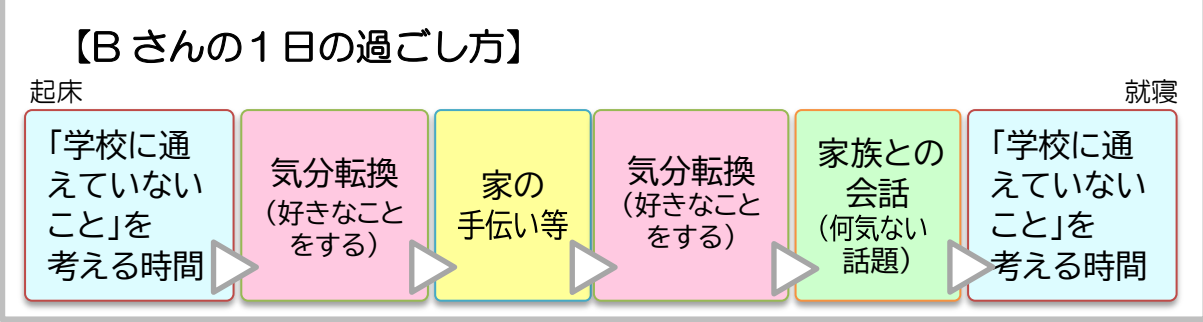 【Bさんの1日の過ごし方】
起床
就寝
「学校に通
えていない
こと」を
考える時間
気分転換
(好きなこと
をする)
家の
手伝い等
気分転換
(好きなこと
をする)
家族との
会話
(何気ない
話題)
「学校に通
えていない
こと」を
考える時間